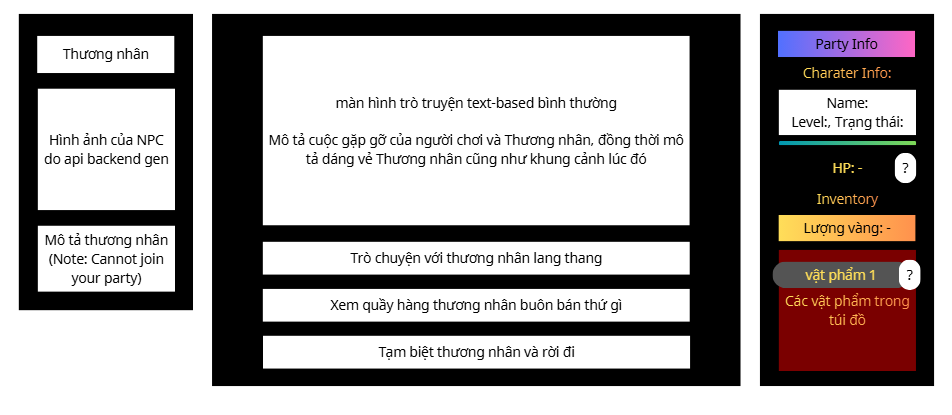 Thương nhân
Hình ảnh của NPC
do api backend gen
Mô tả thương nhân
(Note: Cannot join
your party)
màn hình trò truyện text-based bình thường
Mô tả cuộc gặp gỡ của người chơi và Thương nhân, đồng thời mô
tả dáng vẻ Thương nhân cũng như khung cảnh lúc đó
Trò chuyện với thương nhân lang thang
Xem quầy hàng thương nhân buôn bán thứ gì
Tạm biệt thương nhân và rời đi
Party Info
Charater Info:
Name:
Level:, Trạng thái:
HP: -
?
Inventory
Lượng vàng: -
vật phẩm 1
?
Các vật phẩm trong
túi đồ